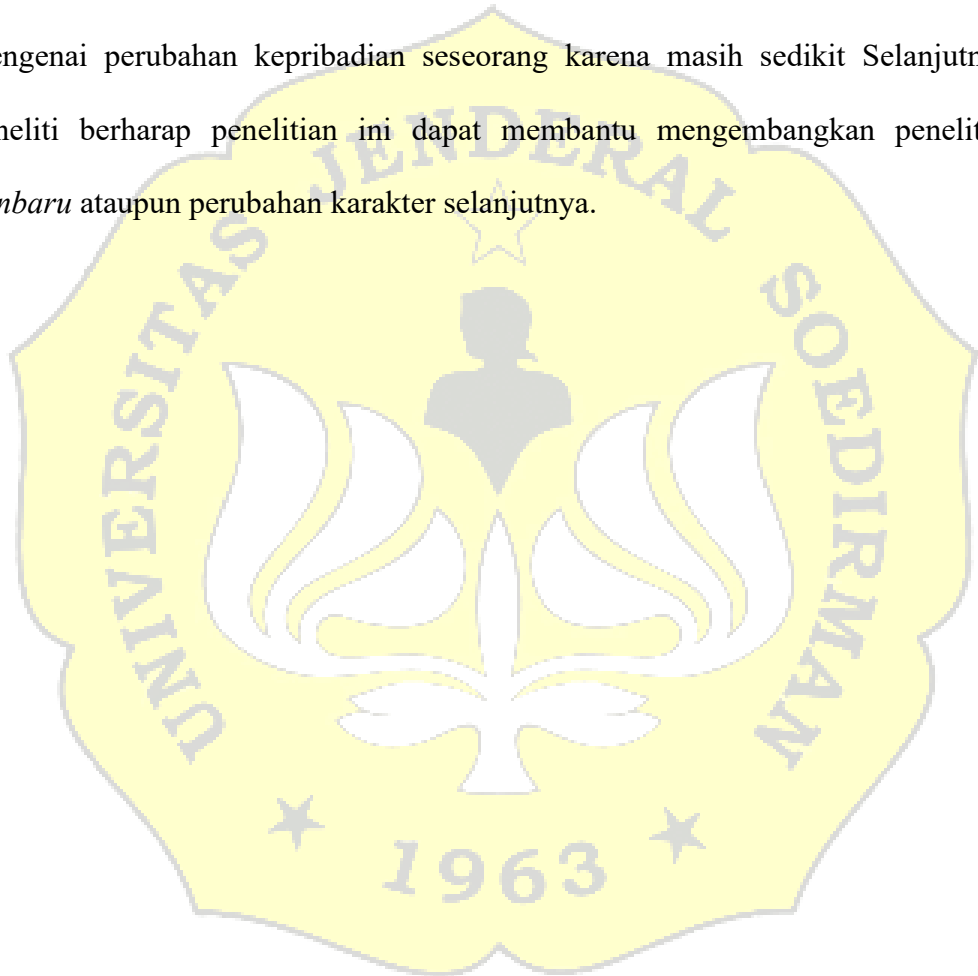 engenai perubahan kepribadian seseorang karena masih sedikit Selanjutn
neliti berharap penelitian ini dapat membantu mengembangkan penelit
nbaru ataupun perubahan karakter selanjutnya.
UNIVERSITAS JENDERAL SOEDIRMAN
1963